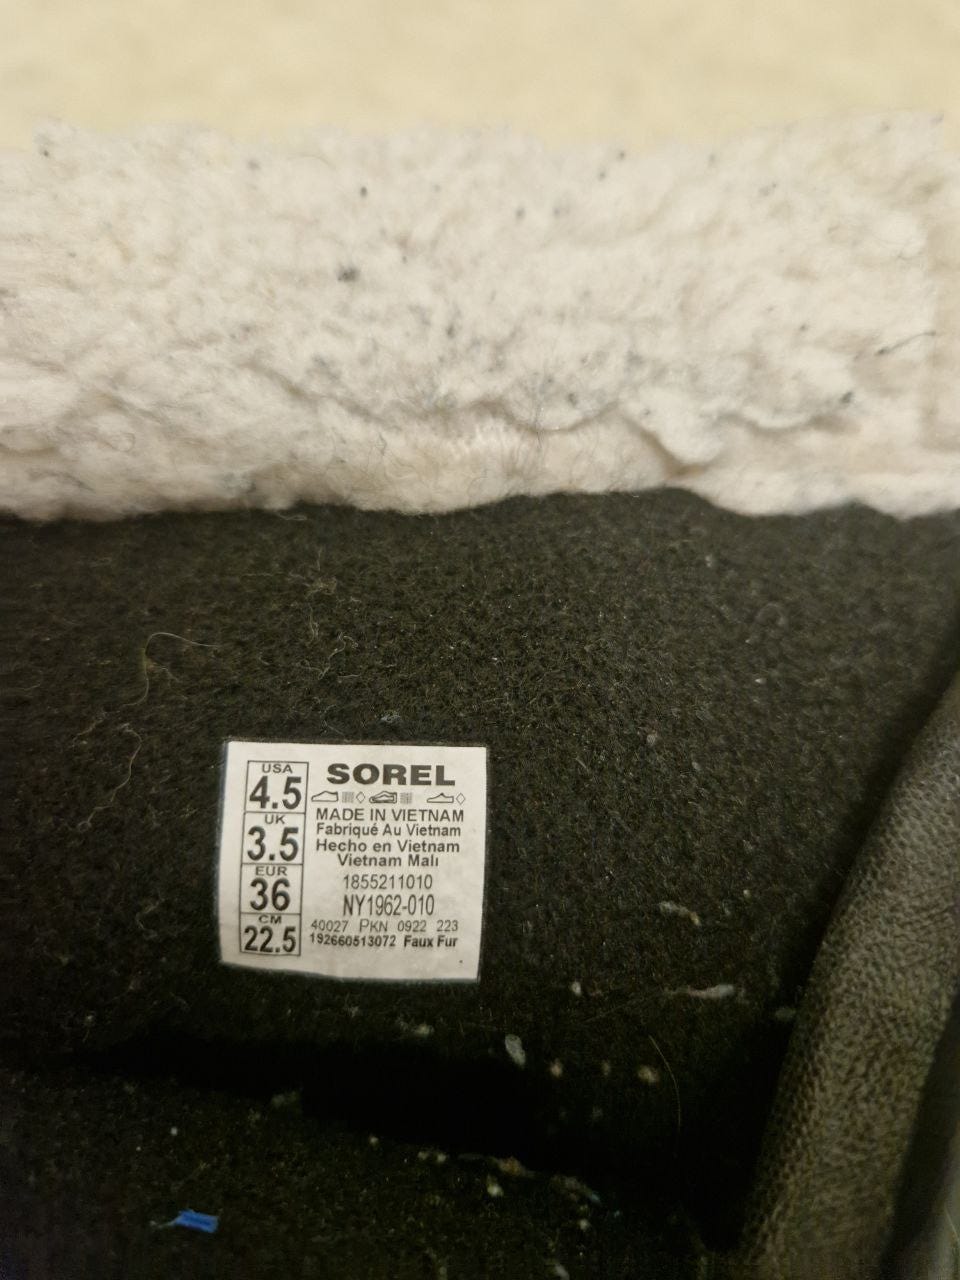 USA
4.5
UK
3.5
EUR
36
CM
22.5
SOREL
MADE IN VIETNAM
Fabriqué Au Vietnam
Hecho en Vietnam
Vietnam Malı
1855211010
NY1962-010
40027 PKN 0922 223
192660513072 Faux Fur